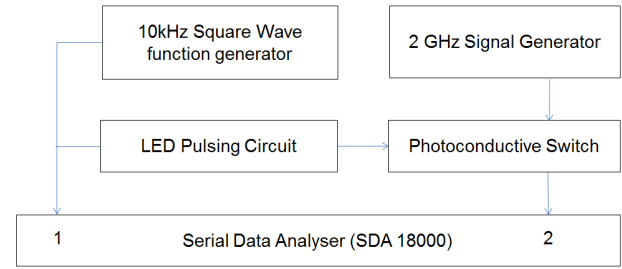 10kHz Square Wave
function generator
2 GHz Signal Generator
LED Pulsing Circuit
Photoconductive Switch
1
Serial Data Analyser (SDA 18000)
2